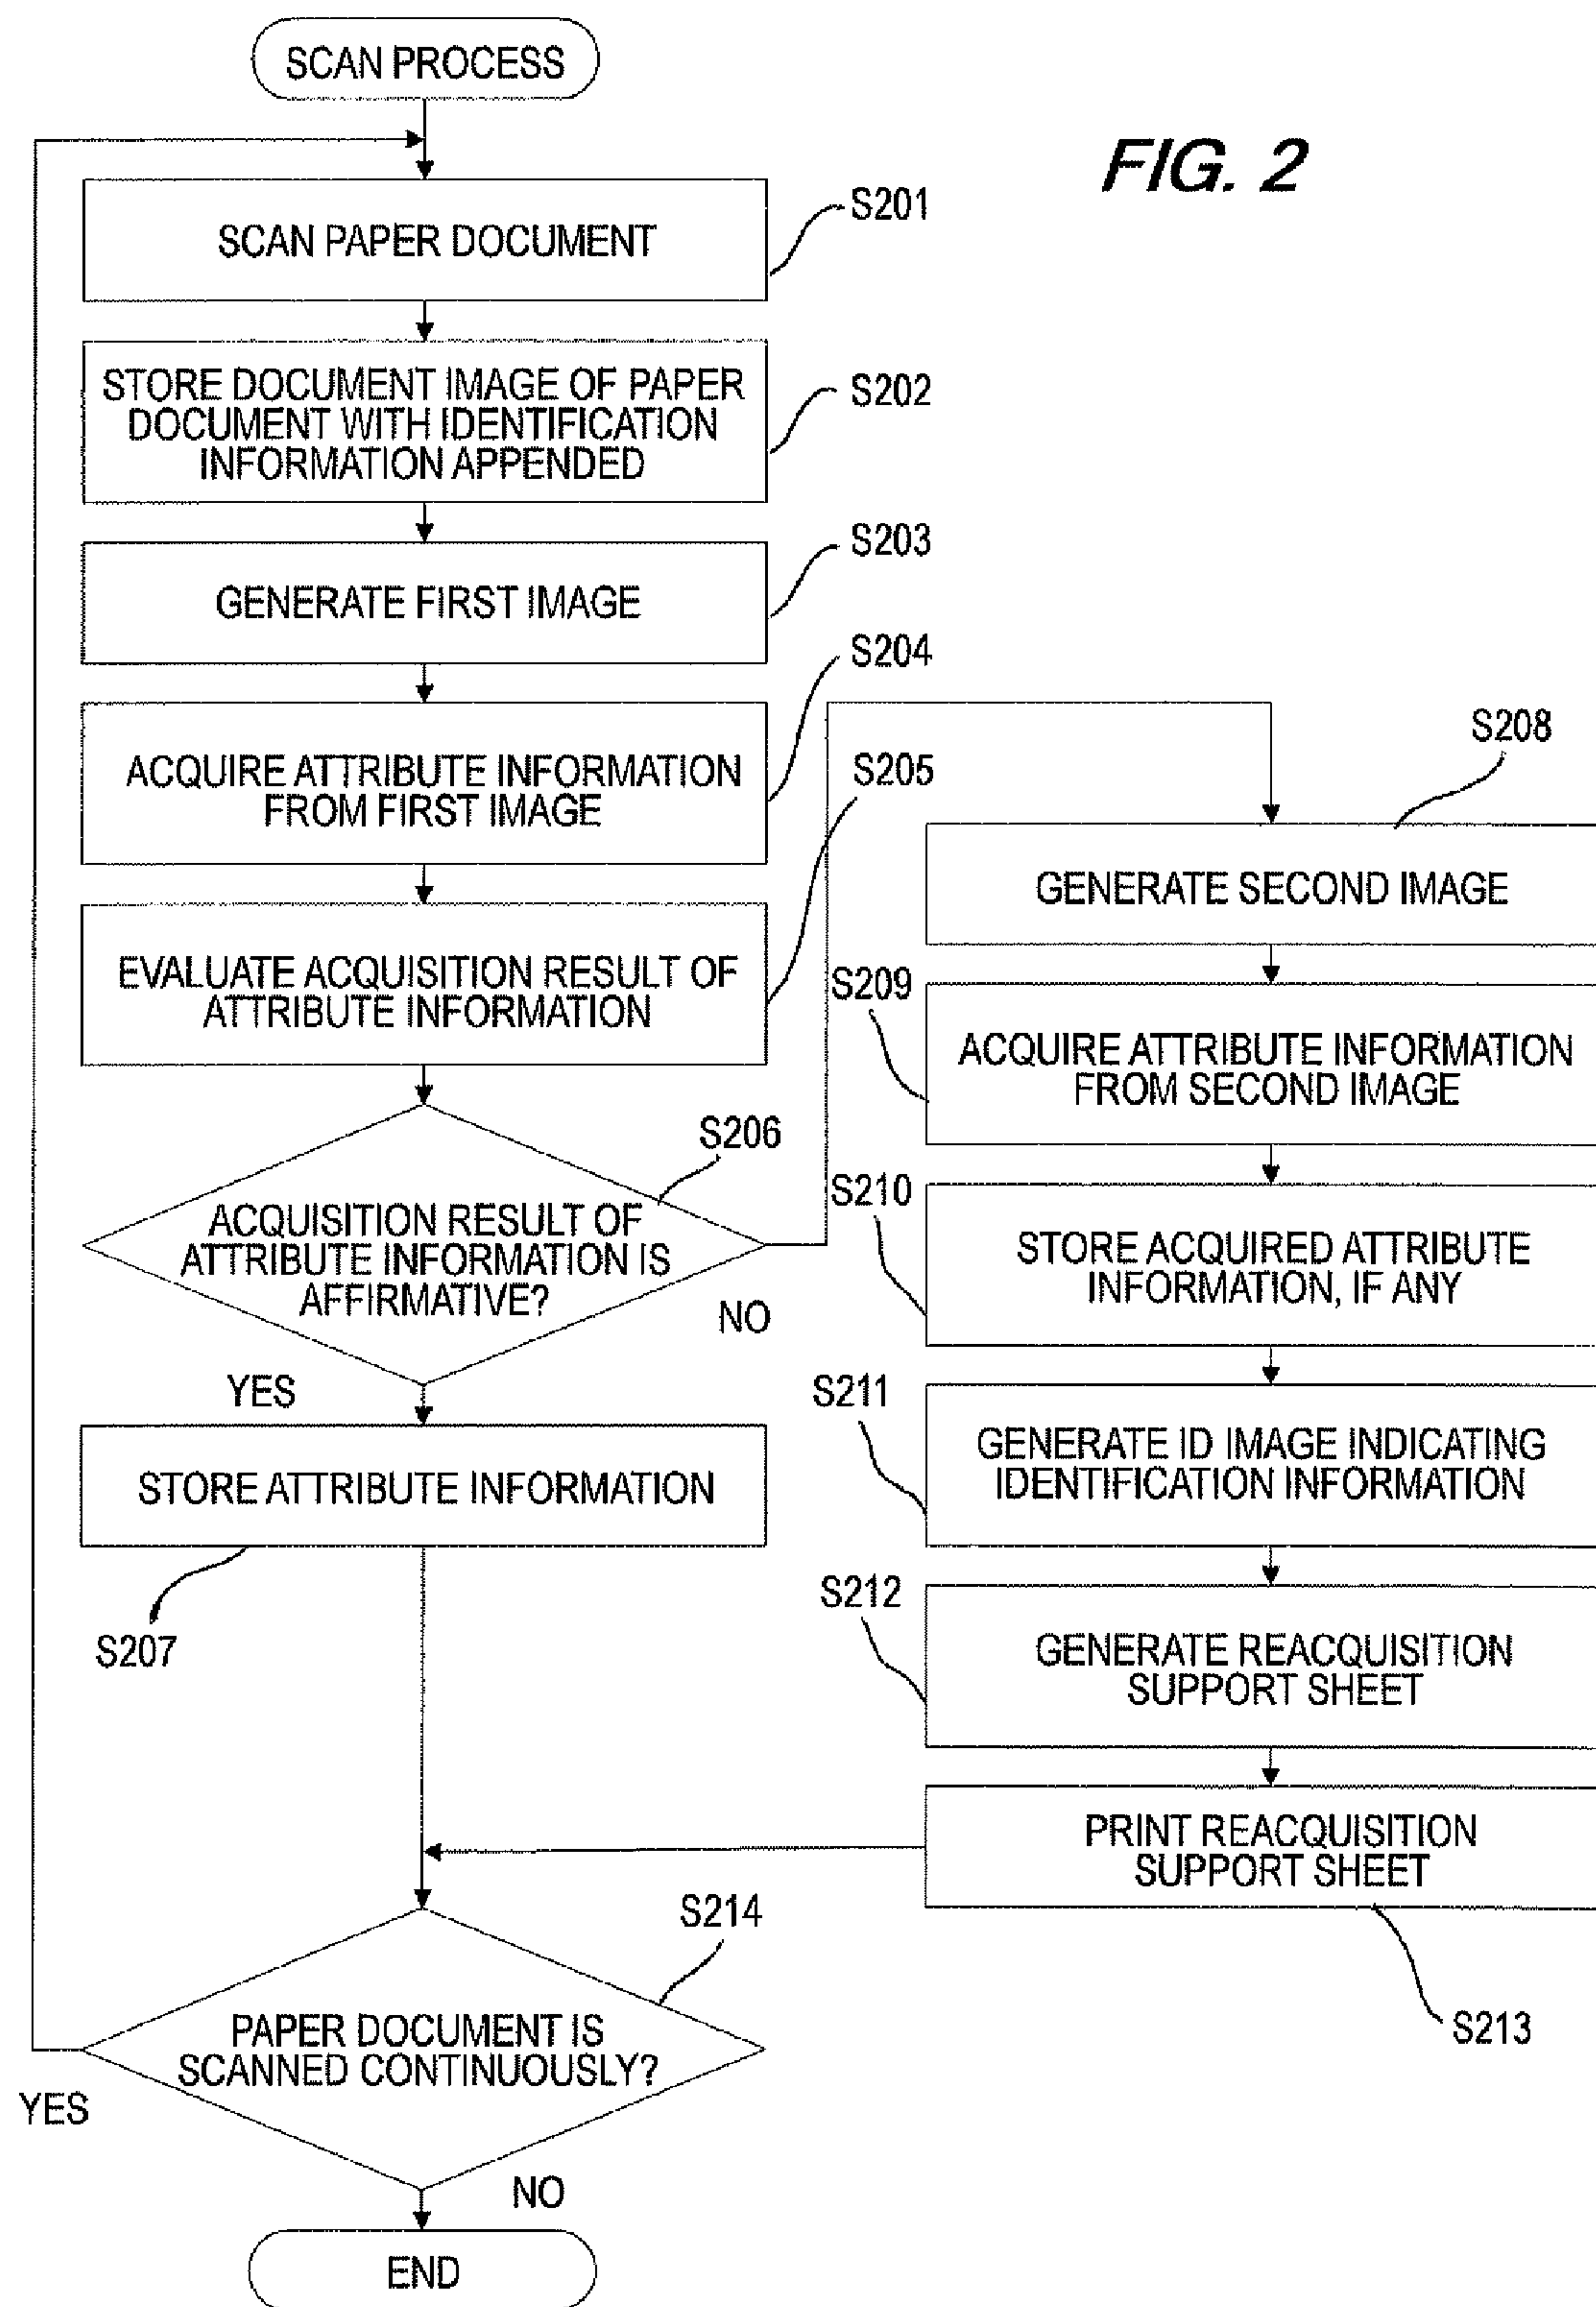 SCAN PROCESS
FIG. 2
SCAN PAPER DOCUMENT
S201
STORE DOCUMENT IMAGE OF PAPER
DOCUMENT WITH IDENTIFICATION
INFORMATION APPENDED
S202
GENERATE FIRST IMAGE
S203
ACQUIRE ATTRIBUTE INFORMATION
FROM FIRST IMAGE
S204
EVALUATE ACQUISITION RESULT OF
ATTRIBUTE INFORMATION
S205
ACQUISITION RESULT OF
ATTRIBUTE INFORMATION IS
AFFIRMATIVE?
S206
NO
YES
STORE ATTRIBUTE INFORMATION
S207
S208
GENERATE SECOND IMAGE
S209
ACQUIRE ATTRIBUTE INFORMATION
FROM SECOND IMAGE
S210
STORE ACQUIRED ATTRIBUTE
INFORMATION, IF ANY
S211
GENERATE ID IMAGE INDICATING
IDENTIFICATION INFORMATION
S212
GENERATE REACQUISITION
SUPPORT SHEET
PRINT REACQUISITION
SUPPORT SHEET
S213
S214
PAPER DOCUMENT IS
SCANNED CONTINUOUSLY?
YES
NO
END